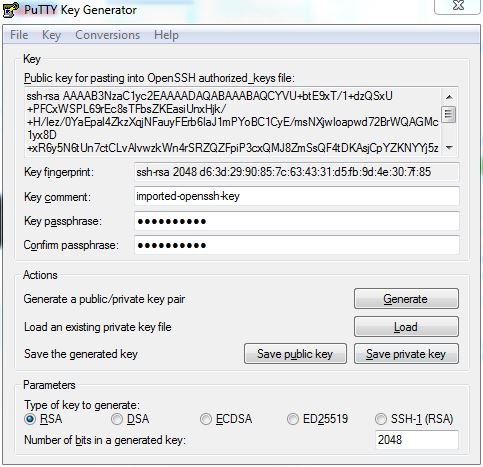 PuTTY Key Generator
File Key Conversions Help
Key
Public key for pasting into OpenSSH authorized_keys file:
ssh-rsa AAAAB3NzaC1yc2EAAAADAQABAAABAQCYVU+btE9xT/1+dzQSxU
+PFCxWSPL69rEc8sTFbsZKEasiUnxHjk/
+H/lez/0YaEpal4ZkzXqjNFauyFErb6IaJ1mPYoBC1CyE/msNXjwloapwd72BrWQAGMc
1yx8D
+xR6y5N6tUn7ctCLvAlvwzkWn4rSRZQZFpiP3cxQMJ8ZmSsQF4tDKAsjCpYZKNYYj5z
Key fingerprint: ssh-rsa 2048 d6:3d:29:90:85:7c:63:43:31:d5:fb:9d:4e:30:7f:85
Key comment: imported-openssh-key
Key passphrase: ●●●●●●●●●●
Confirm passphrase: ●●●●●●●●●●
Actions
Generate a public/private key pair Generate
Load an existing private key file Load
Save the generated key Save public key Save private key
Parameters
Type of key to generate:
RSA DSA ECDSA ED25519 SSH-1 (RSA)
Number of bits in a generated key: 2048